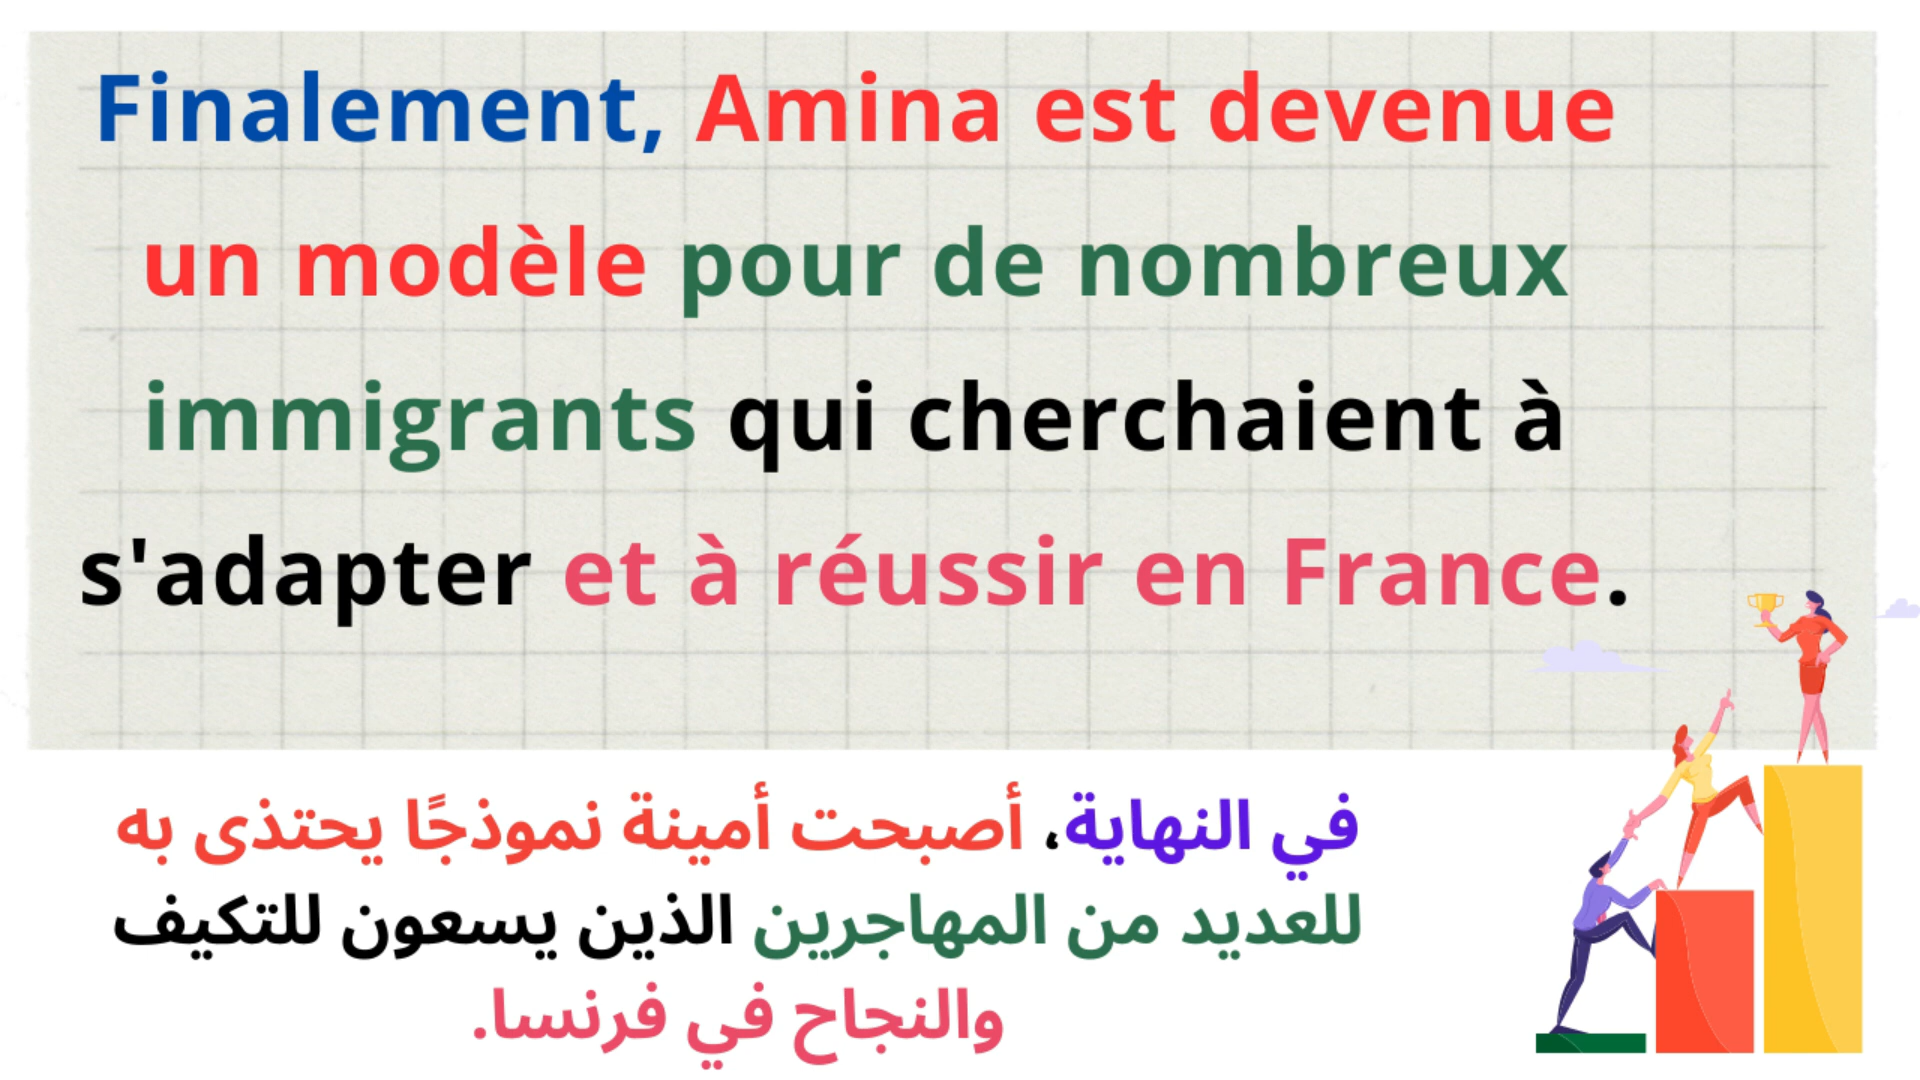 Finalement, Amina est devenue
un modèle pour de nombreux
immigrants qui cherchaient à
s'adapter et à réussir en France.
في النهاية، أصبحت أمينة نموذجًا يحتذى به
للعديد من المهاجرين الذين يسعون للتكيف
والنجاح في فرنسا.